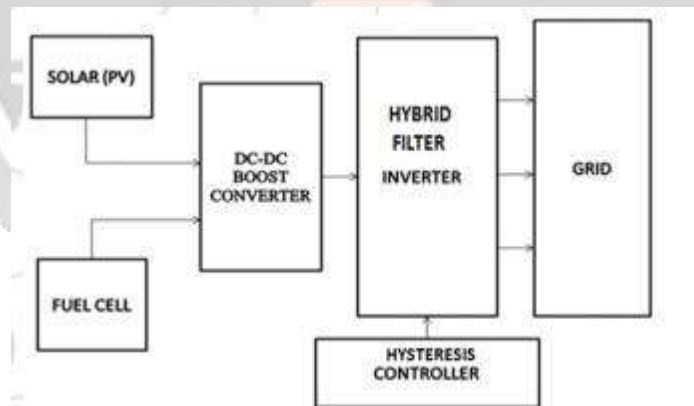 SOLAR (PV)
FUEL CELL
DC-DC
BOOST
CONVERTER
HYBRID
FILTER
INVERTER
HYSTERESIS
CONTROLLER
GRID